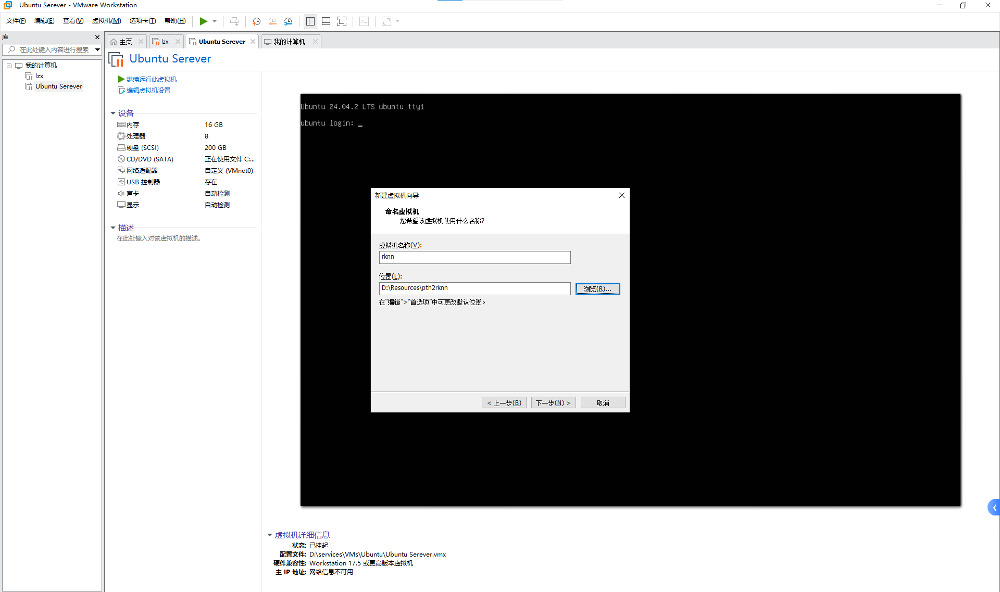 Ubuntu Serever - VMware Workstation
文件(F) 编辑(E) 查看(V) 虚拟机(M) 选项卡(T) 帮助(H)
库
在此处键入内容进行搜索
我的计算机
lzx
Ubuntu Serever
主页 lzx Ubuntu Serever 我的计算机
Ubuntu Serever
继续运行此虚拟机
编辑虚拟机设置
设备
内存 16 GB
处理器 8
硬盘 (SCSI) 200 GB
CD/DVD (SATA) 正在使用文件 C:...
网络适配器 自定义 (VMnet0)
USB 控制器 存在
声卡 自动检测
显示 自动检测
描述
在此处键入对该虚拟机的描述。
Ubuntu 24.04.2 LTS ubuntu tty1
ubuntu login: _
新建虚拟机向导
命名虚拟机
您希望该虚拟机使用什么名称?
虚拟机名称(V):
rknn
位置(L):
D:\Resources\pth2rknn
浏览(R)...
在"编辑">"首选项"中可更改默认位置。
< 上一步(B) 下一步(N) > 取消
虚拟机详细信息
状态: 已挂起
配置文件: D:\services\VMs\Ubuntu\Ubuntu Serever.vmx
硬件兼容性: Workstation 17.5 或更高版本虚拟机
主 IP 地址: 网络信息不可用